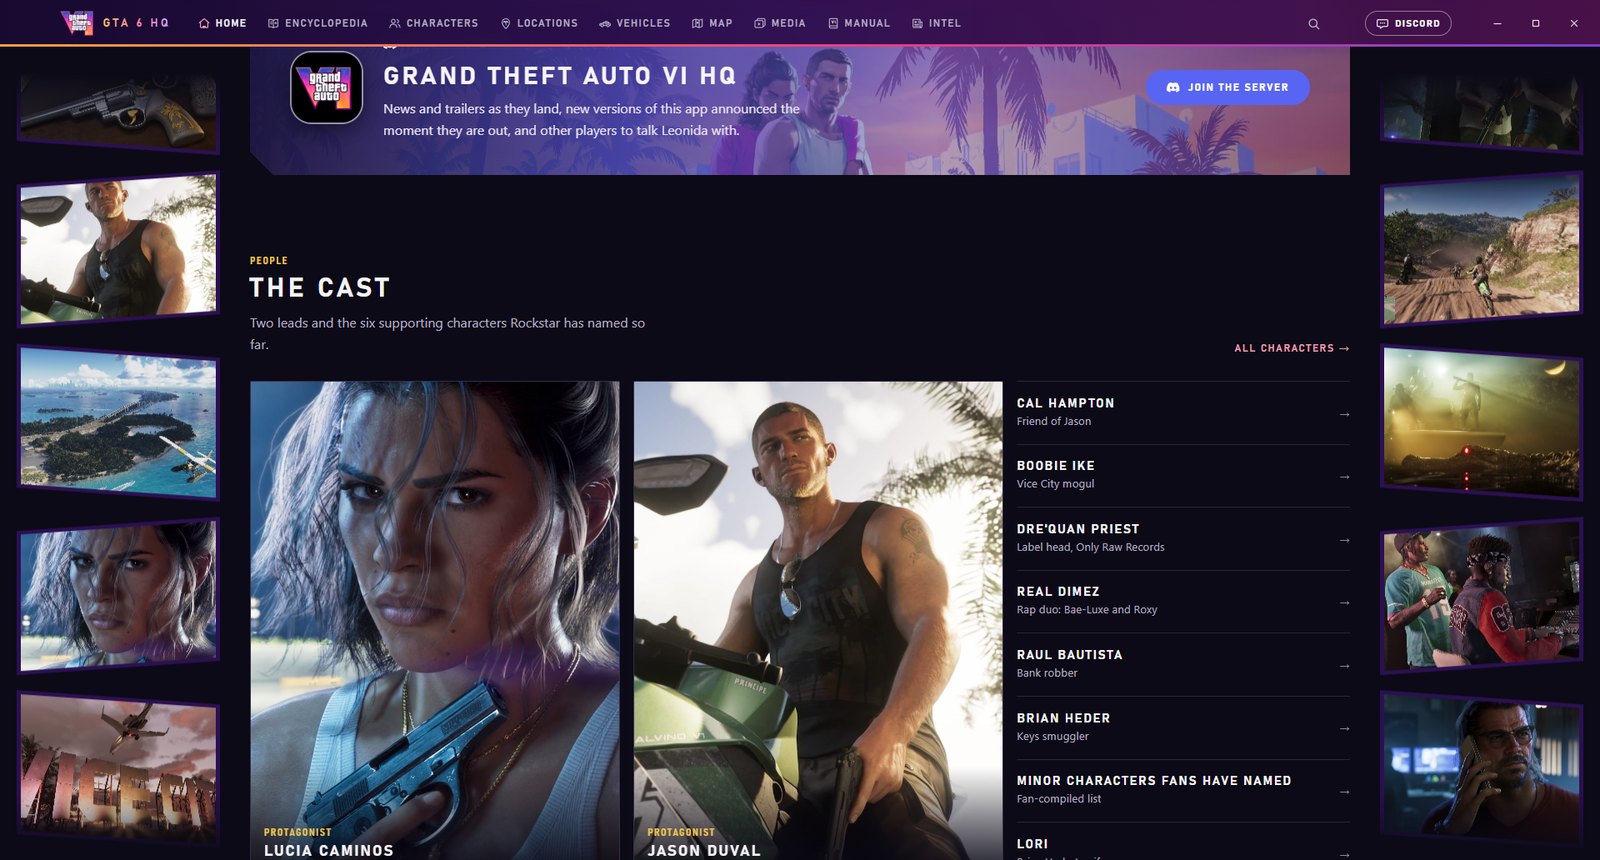 grand theft auto VI
GTA 6 HQ
HOME
ENCYCLOPEDIA
CHARACTERS
LOCATIONS
VEHICLES
MAP
MEDIA
MANUAL
INTEL
DISCORD
grand theft auto VI
GRAND THEFT AUTO VI HQ
News and trailers as they land, new versions of this app announced the
moment they are out, and other players to talk Leonida with.
JOIN THE SERVER
PEOPLE
THE CAST
Two leads and the six supporting characters Rockstar has named so
far.
ALL CHARACTERS →
PRINCIPE
PROTAGONIST
LUCIA CAMINOS
PROTAGONIST
JASON DUVAL
CAL HAMPTON
Friend of Jason
BOOBIE IKE
Vice City mogul
DRE'QUAN PRIEST
Label head, Only Raw Records
REAL DIMEZ
Rap duo: Bae-Luxe and Roxy
RAUL BAUTISTA
Bank robber
BRIAN HEDER
Keys smuggler
MINOR CHARACTERS FANS HAVE NAMED
Fan-compiled list
LORI